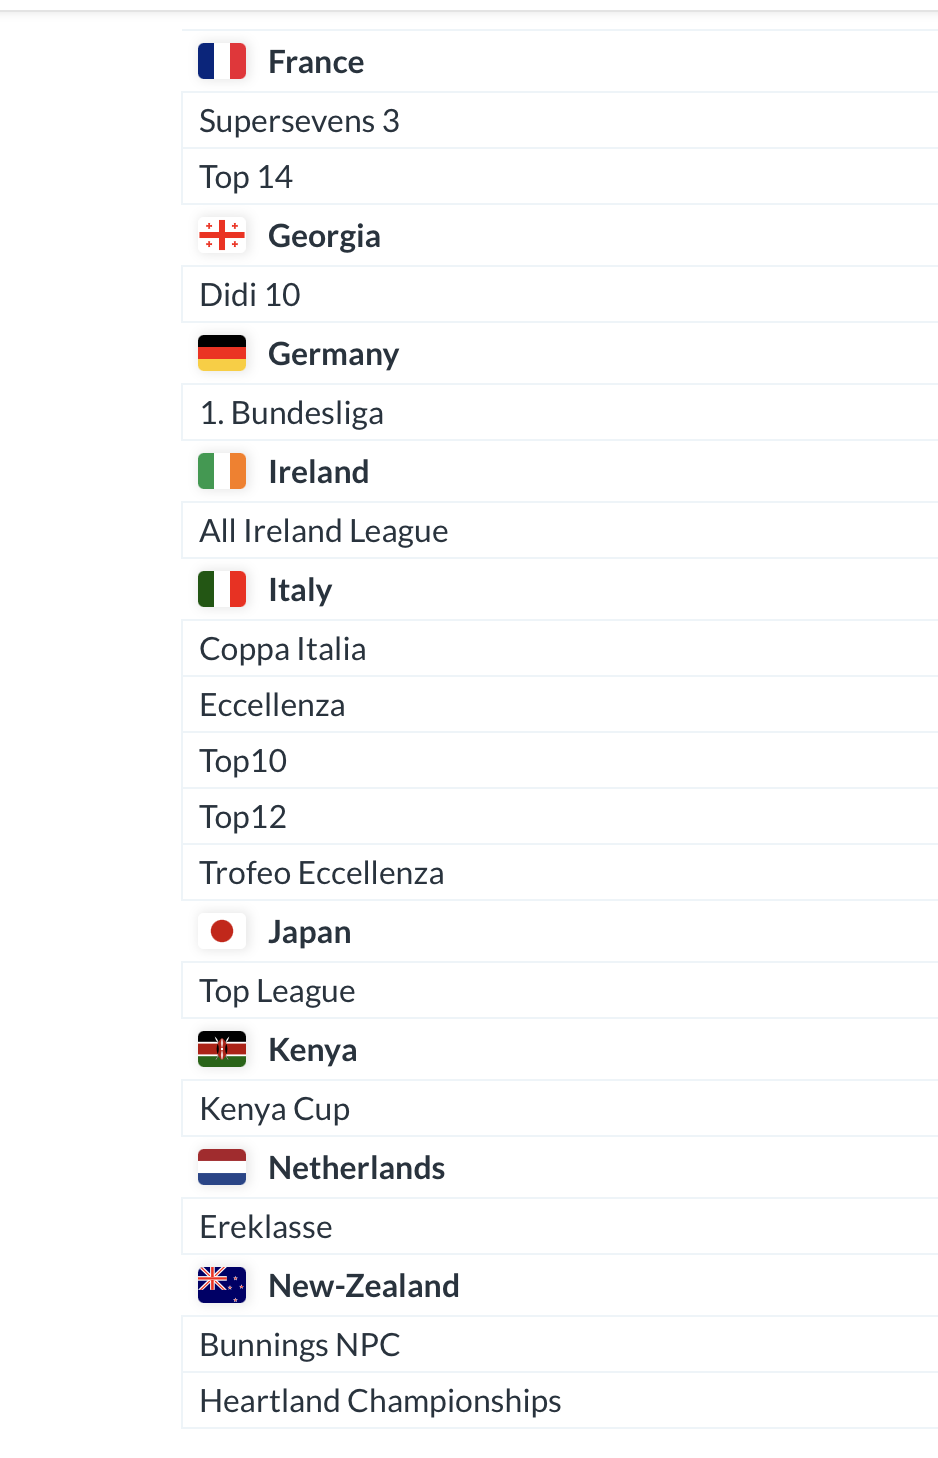 France
Supersevens 3
Top 14
Georgia
Didi 10
Germany
1. Bundesliga
Ireland
All Ireland League
Italy
Coppa Italia
Eccellenza
Top10
Top12
Trofeo Eccellenza
Japan
Top League
Kenya
Kenya Cup
Netherlands
Ereklasse
New-Zealand
Bunnings NPC
Heartland Championships